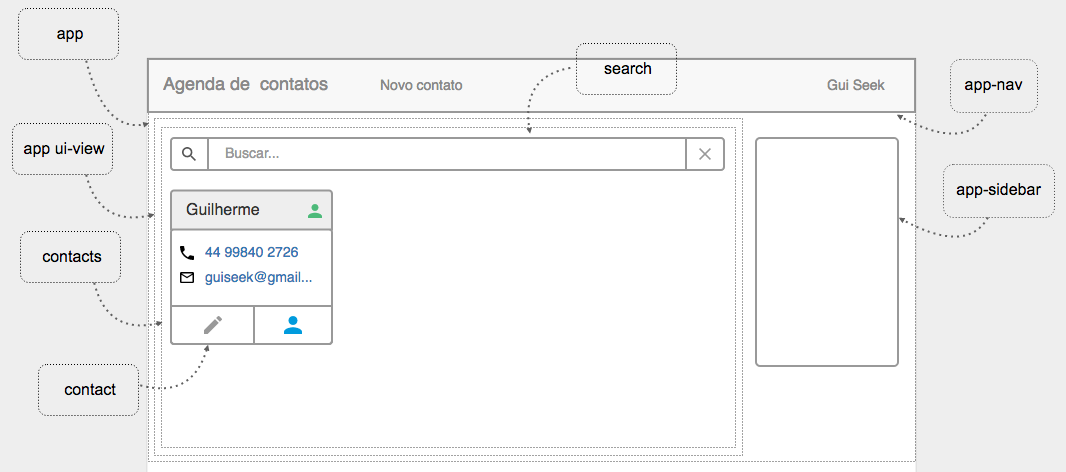 app
search
Agenda de contatos
Novo contato
Gui Seek
app-nav
app ui-view
Buscar...
app-sidebar
Guilherme
contacts
44 99840 2726
guiseek@gmail...
contact